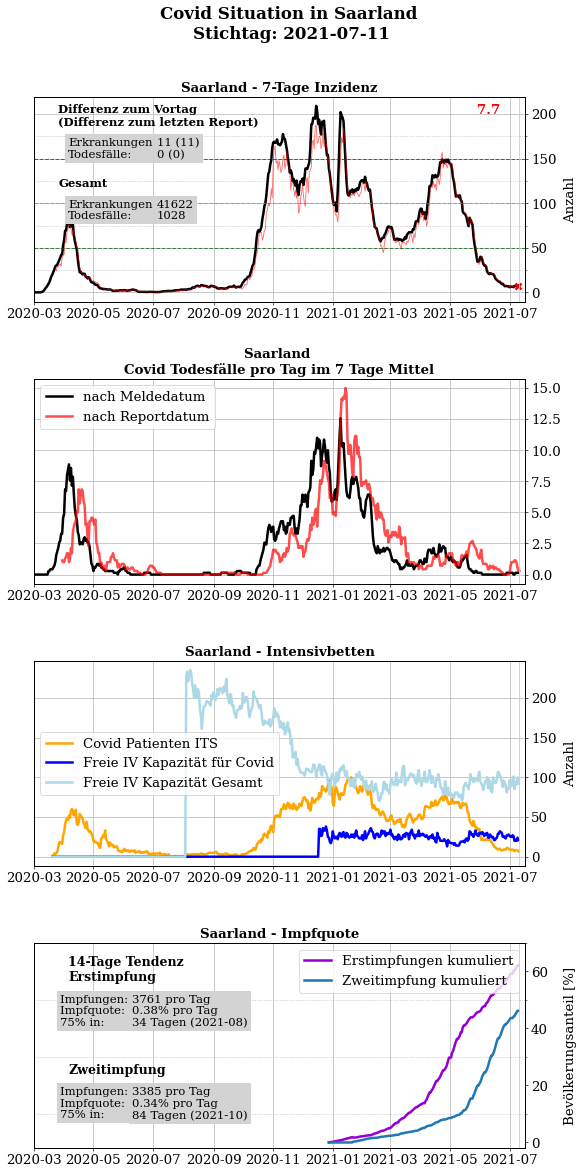 Covid Situation in Saarland
Stichtag: 2021-07-11
Saarland - 7-Tage Inzidenz
Differenz zum Vortag
(Differenz zum letzten Report)
Erkrankungen 11 (11)
Todesfälle: 0 (0)
Gesamt
Erkrankungen 41622
Todesfälle: 1028
7.7
200
150
100
50
0
Anzahl
2020-03 2020-05 2020-07 2020-09 2020-11 2021-01 2021-03 2021-05 2021-07
Saarland
Covid Todesfälle pro Tag im 7 Tage Mittel
nach Meldedatum
nach Reportdatum
15.0
12.5
10.0
7.5
5.0
2.5
0.0
2020-03 2020-05 2020-07 2020-09 2020-11 2021-01 2021-03 2021-05 2021-07
Saarland - Intensivbetten
Covid Patienten ITS
Freie IV Kapazität für Covid
Freie IV Kapazität Gesamt
200
150
100
50
0
Anzahl
2020-03 2020-05 2020-07 2020-09 2020-11 2021-01 2021-03 2021-05 2021-07
Saarland - Impfquote
14-Tage Tendenz
Erstimpfung
Impfungen: 3761 pro Tag
Impfquote: 0.38% pro Tag
75% in: 34 Tagen (2021-08)
Zweitimpfung
Impfungen: 3385 pro Tag
Impfquote: 0.34% pro Tag
75% in: 84 Tagen (2021-10)
Erstimpfungen kumuliert
Zweitimpfung kumuliert
60
40
20
0
Bevölkerungsanteil [%]
2020-03 2020-05 2020-07 2020-09 2020-11 2021-01 2021-03 2021-05 2021-07